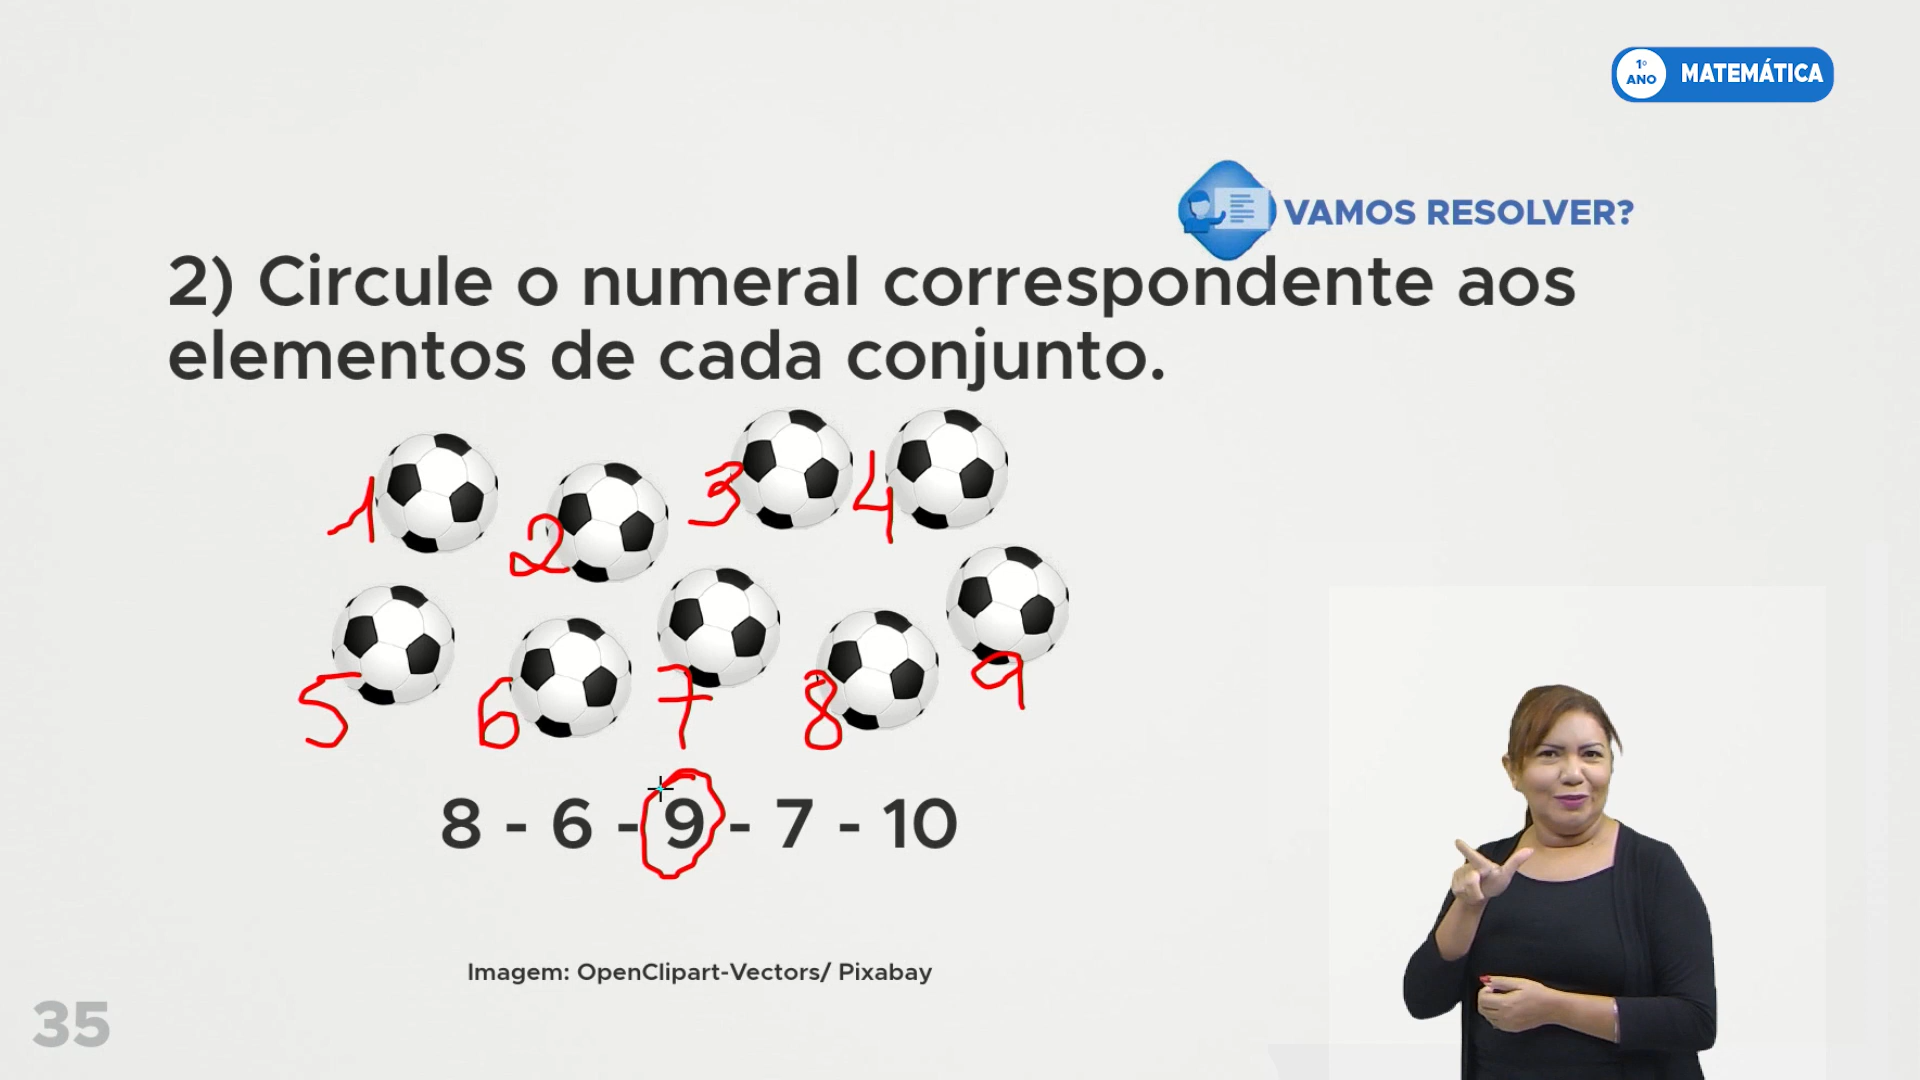 1º
ANO
MATEMÁTICA
VAMOS RESOLVER?
2) Circule o numeral correspondente aos
elementos de cada conjunto.
1 2 3 4
5 6 7 8 9
8 - 6 - 9 - 7 - 10
Imagem: OpenClipart-Vectors/ Pixabay
35